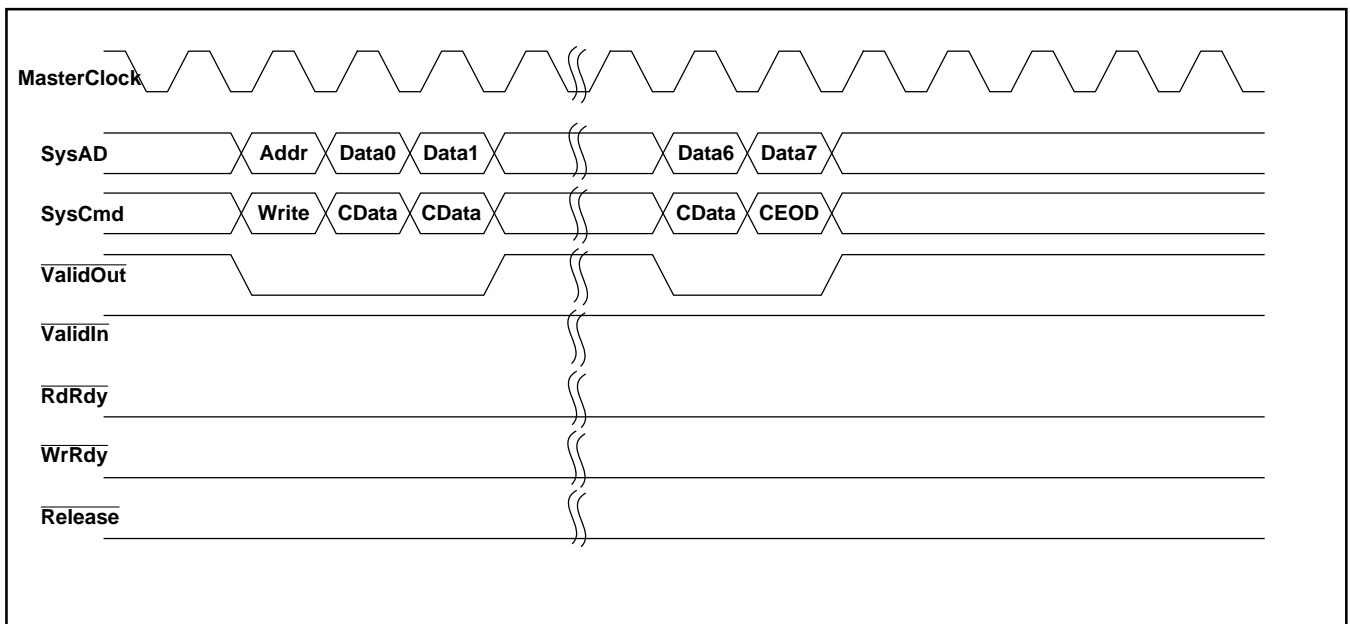 MasterClock
SysAD Addr Data0 Data1 Data6 Data7
SysCmd Write CData CData CData CEOD
ValidOut
ValidIn
RdRdy
WrRdy
Release